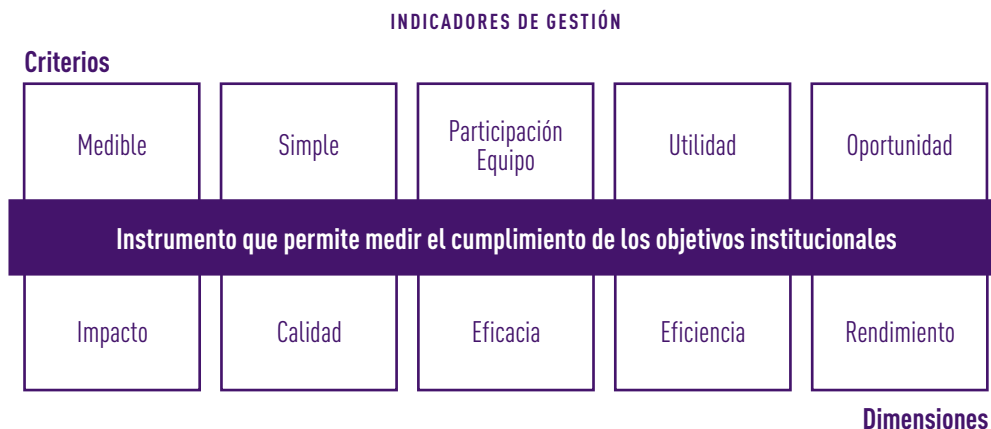 INDICADORES DE GESTIÓN
Criterios
Medible
Simple
Participación
Equipo
Utilidad
Oportunidad
Instrumento que permite medir el cumplimiento de los objetivos institucionales
Impacto
Calidad
Eficacia
Eficiencia
Rendimiento
Dimensiones